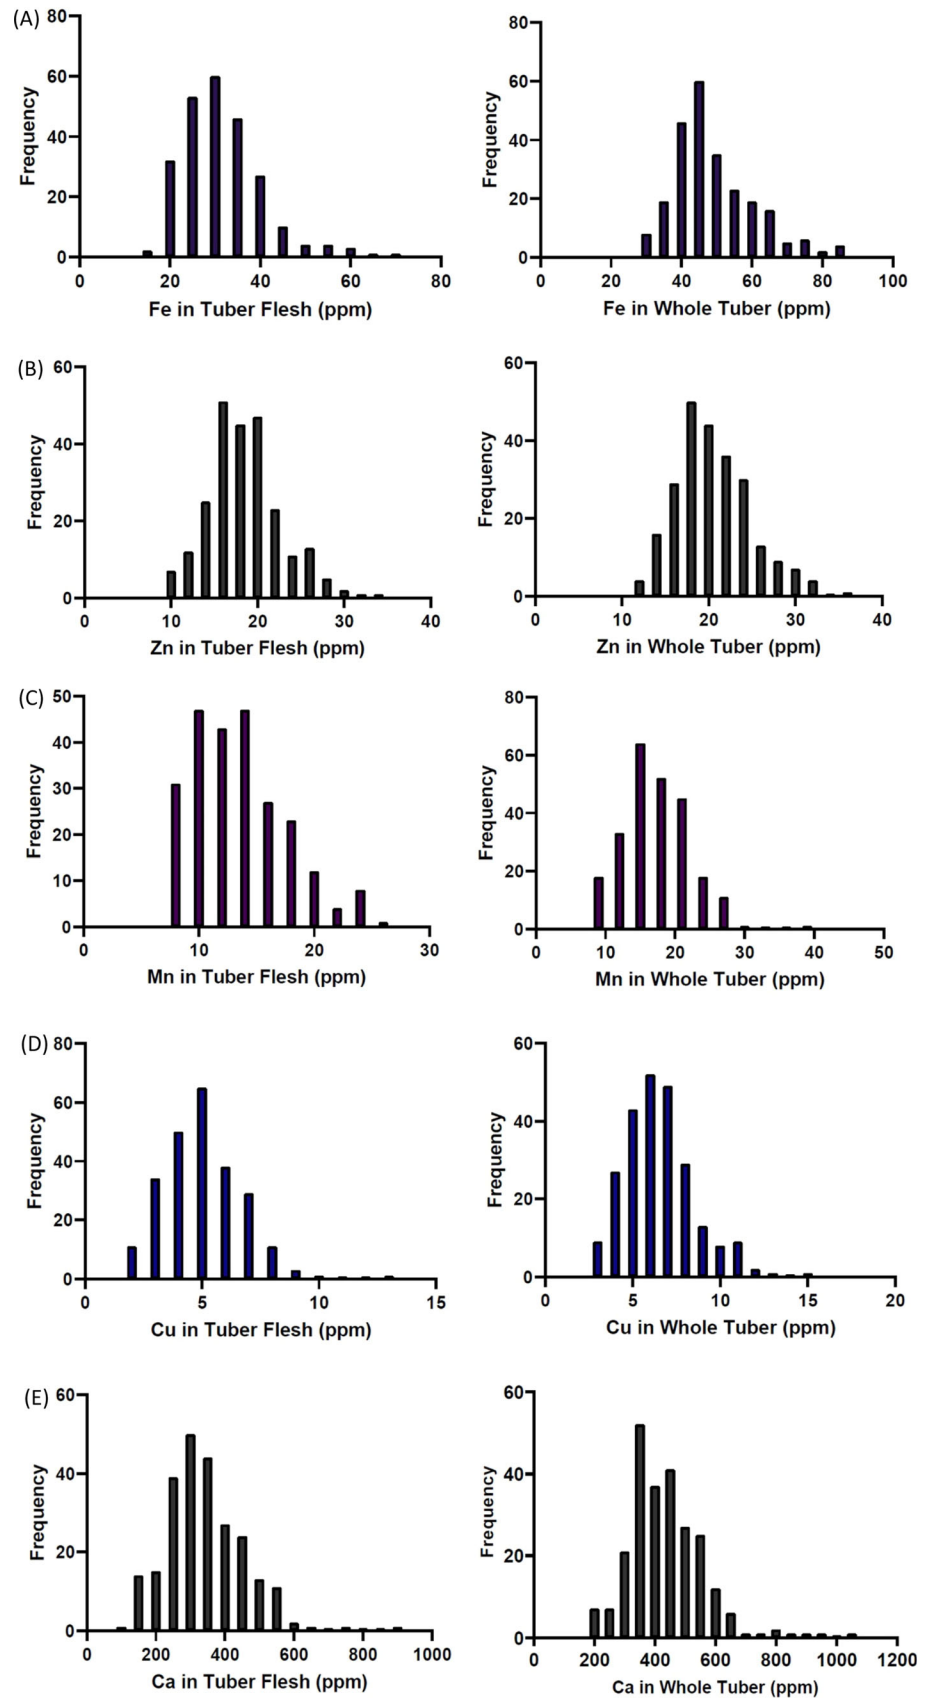 (A)
80
60
40
20
0
Frequency
0 20 40 60 80
Fe in Tuber Flesh (ppm)
80
60
40
20
0
Frequency
0 20 40 60 80 100
Fe in Whole Tuber (ppm)
(B)
60
40
20
0
Frequency
0 10 20 30 40
Zn in Tuber Flesh (ppm)
60
40
20
0
Frequency
0 10 20 30 40
Zn in Whole Tuber (ppm)
(C)
50
40
30
20
10
0
Frequency
0 10 20 30
Mn in Tuber Flesh (ppm)
80
60
40
20
0
Frequency
0 10 20 30 40 50
Mn in Whole Tuber (ppm)
(D)
80
60
40
20
0
Frequency
0 5 10 15
Cu in Tuber Flesh (ppm)
60
40
20
0
Frequency
0 5 10 15 20
Cu in Whole Tuber (ppm)
(E)
60
40
20
0
Frequency
0 200 400 600 800 1000
Ca in Tuber Flesh (ppm)
60
40
20
0
Frequency
0 200 400 600 800 1000 1200
Ca in Whole Tuber (ppm)